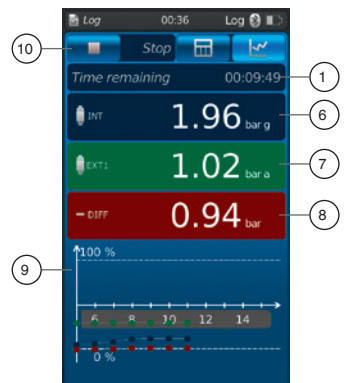 Log 00:36 Log
10 Stop
Time remaining 00:09:49 1
INT 1.96 bar g 6
EXT1 1.02 bar a 7
DIFF 0.94 bar 8
100 %
9
6 8 10 12 14
0 %